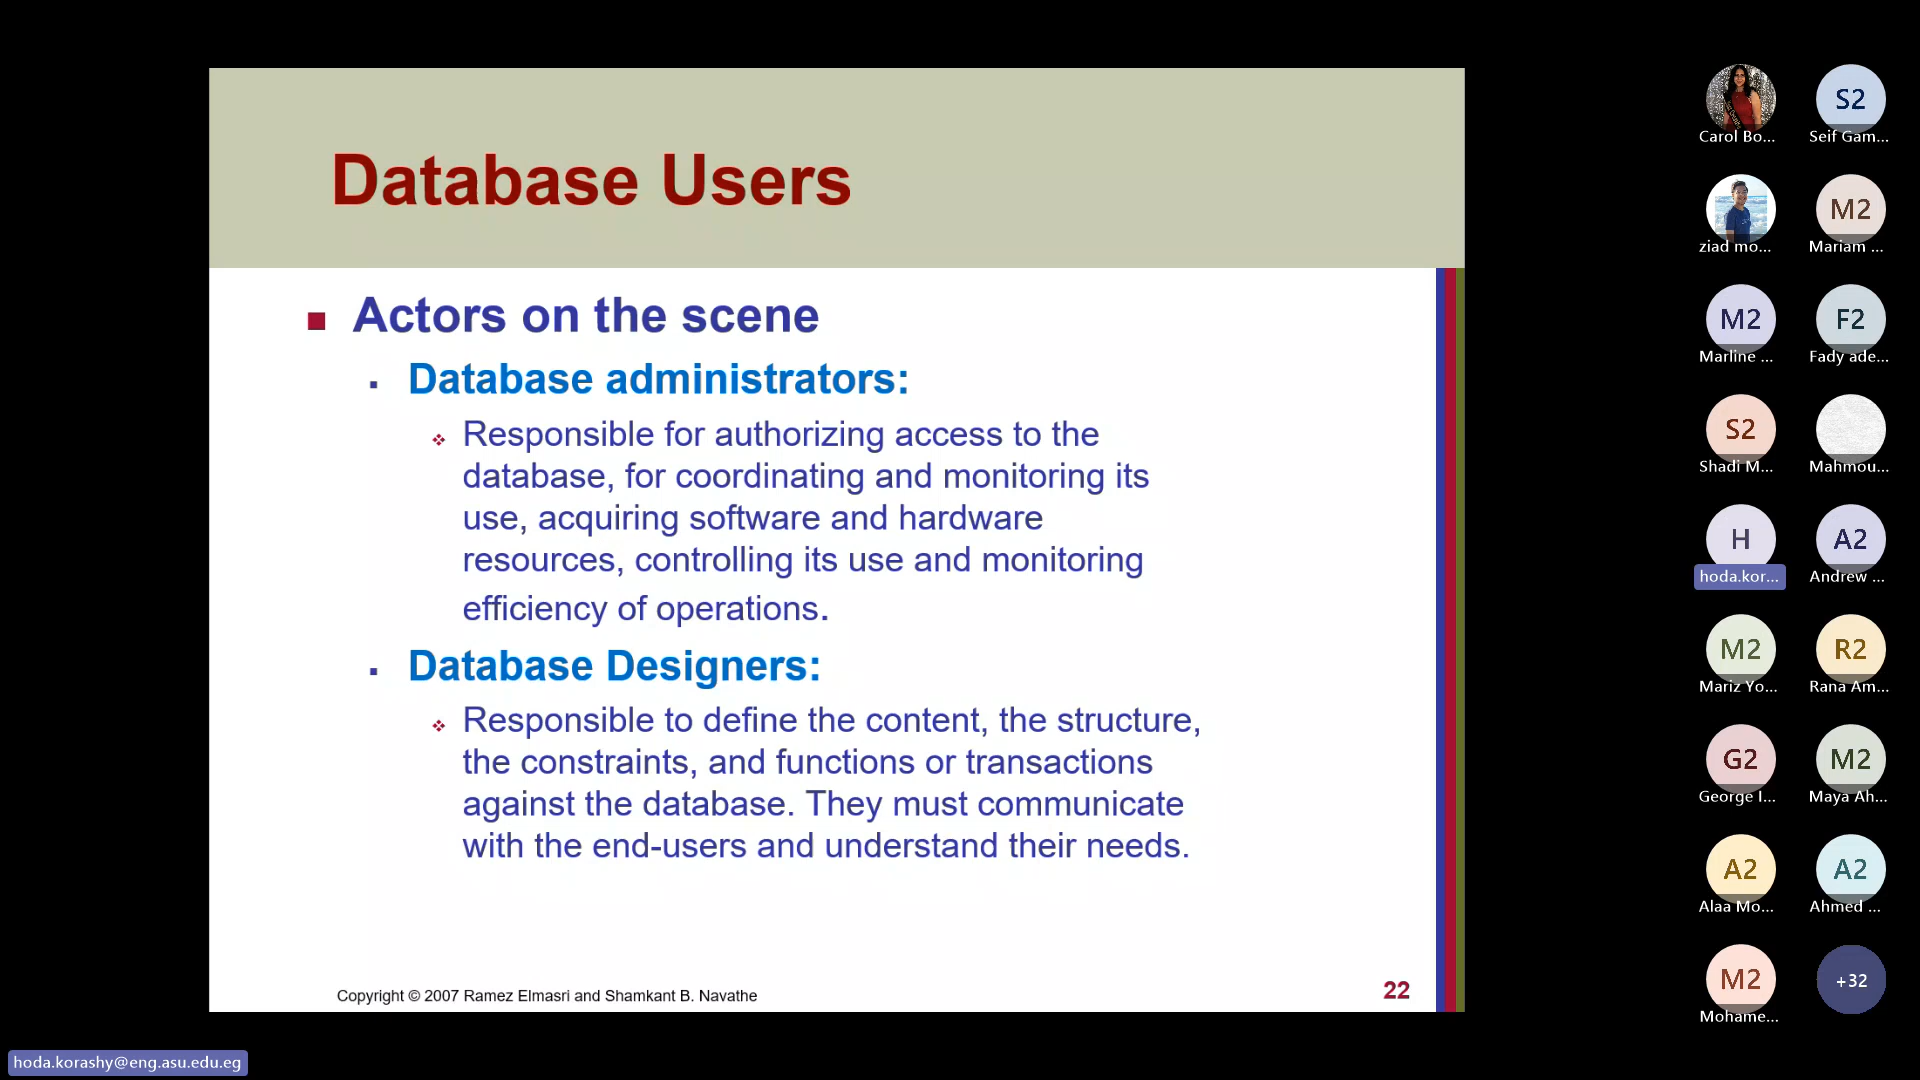 Database Users
Actors on the scene
Database administrators:
Responsible for authorizing access to the
database, for coordinating and monitoring its
use, acquiring software and hardware
resources, controlling its use and monitoring
efficiency of operations.
Database Designers:
Responsible to define the content, the structure,
the constraints, and functions or transactions
against the database. They must communicate
with the end-users and understand their needs.
Copyright © 2007 Ramez Elmasri and Shamkant B. Navathe
22
S2
Carol Bo...
Seif Gam...
M2
ziad mo...
Mariam ...
M2
F2
Marline ...
Fady ade...
S2
Shadi M...
Mahmou...
H
A2
hoda.kor...
Andrew ...
M2
R2
Mariz Yo...
Rana Am...
G2
M2
George I...
Maya Ah...
A2
A2
Alaa Mo...
Ahmed ...
M2
+32
Mohame...
hoda.korashy@eng.asu.edu.eg